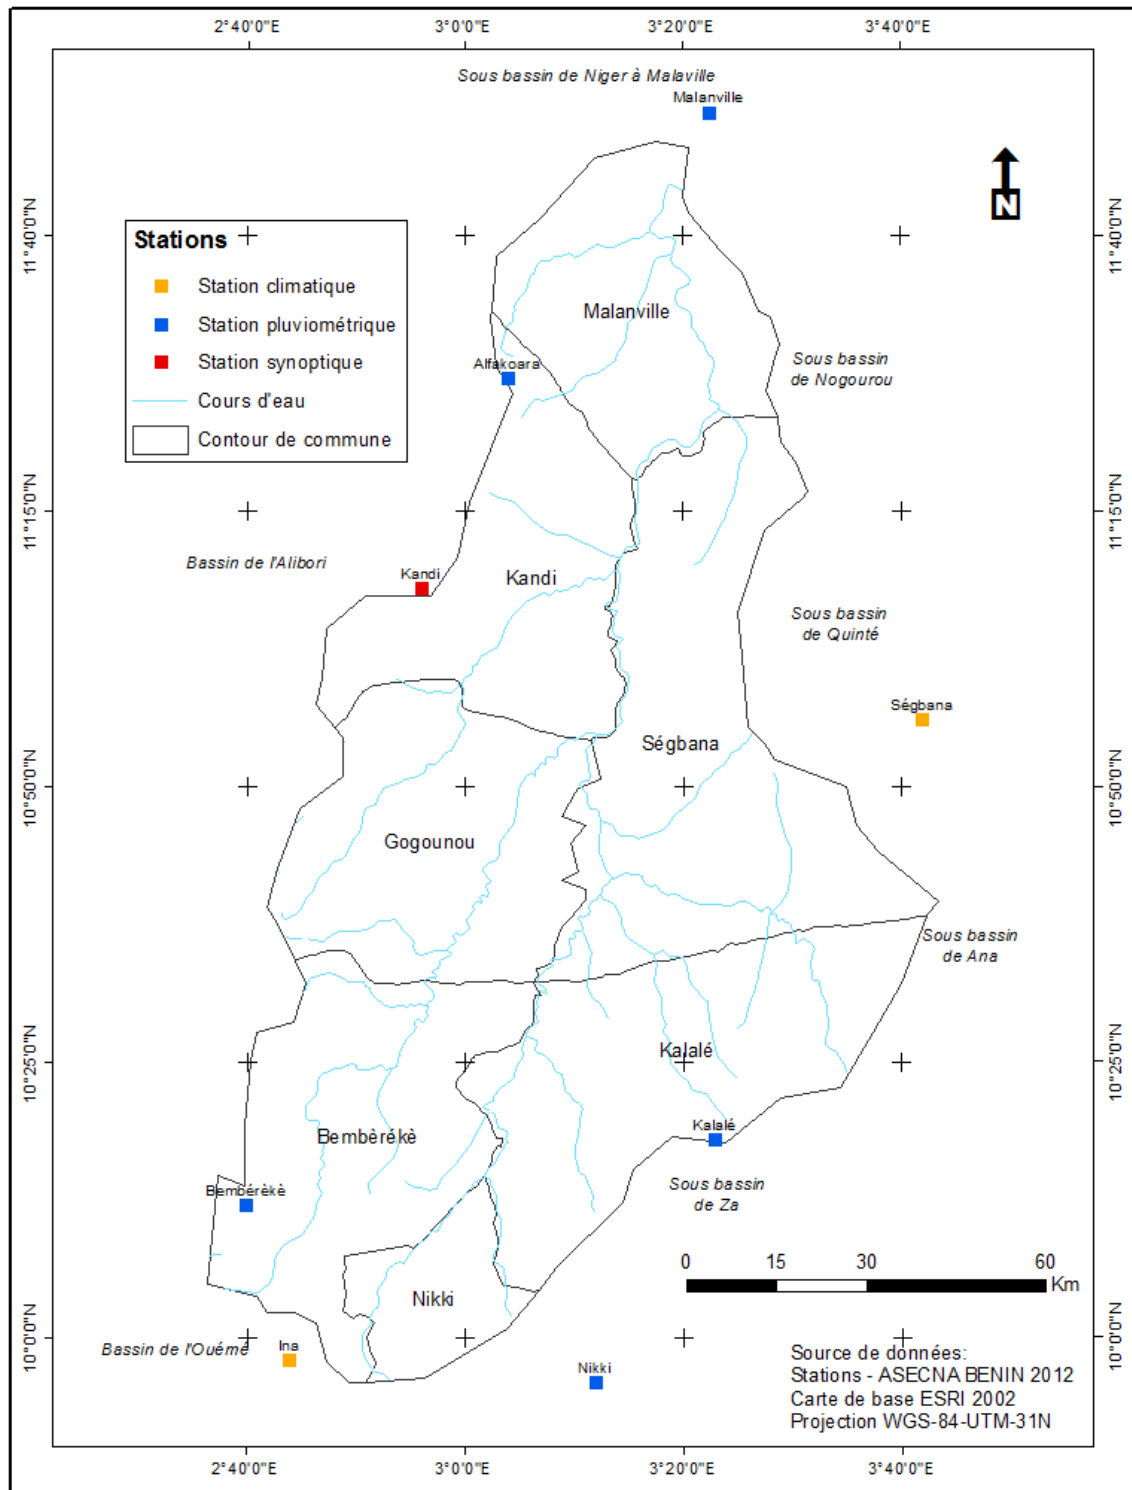 2°40'0"E
3°0'0"E
3°20'0"E
3°40'0"E
Sous bassin de Niger à Malaville
Malanville
N
11°40'0"N
11°40'0"N
Stations
Station climatique
Station pluviométrique
Station synoptique
Cours d'eau
Contour de commune
Malanville
Alfakoara
Sous bassin
de Nogourou
11°15'0"N
11°15'0"N
Bassin de l'Alibori
Kandi
Kandi
Sous bassin
de Quinté
Ségbana
Ségbana
10°50'0"N
10°50'0"N
Gogounou
Sous bassin
de Ana
Kalalé
10°25'0"N
10°25'0"N
Bembèrékè
Kalalé
Bembérèkè
Sous bassin
de Za
0 15 30 60
Km
Nikki
10°0'0"N
10°0'0"N
Bassin de l'Ouémé
Ina
Nikki
Source de données:
Stations - ASECNA BENIN 2012
Carte de base ESRI 2002
Projection WGS-84-UTM-31N
2°40'0"E
3°0'0"E
3°20'0"E
3°40'0"E